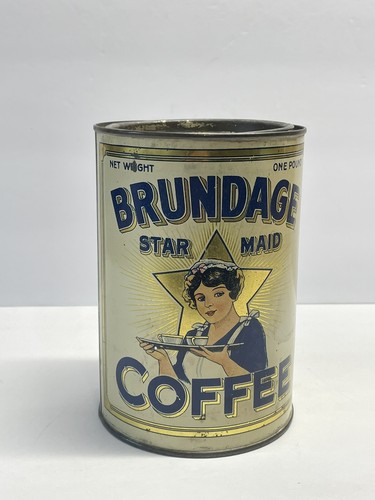 NET WEIGHT ONE POUND
BRUNDAGE
STAR MAID
COFFEE